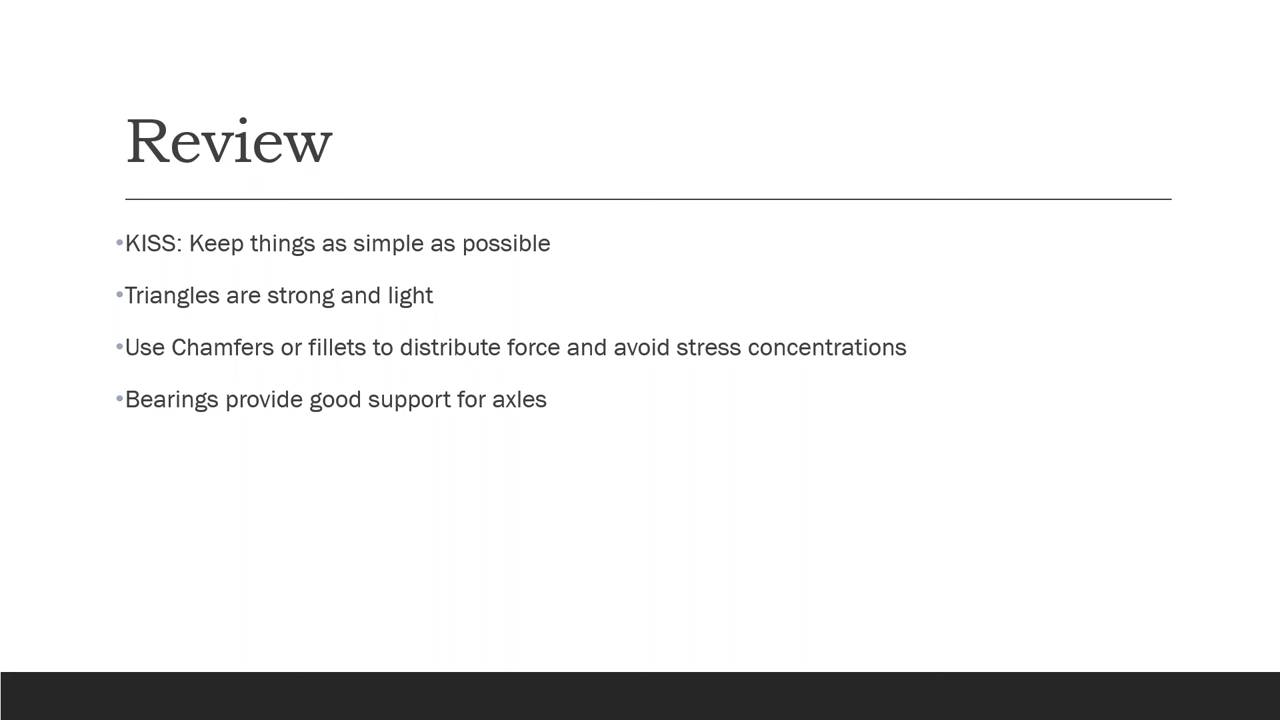 Review
•KISS: Keep things as simple as possible
•Triangles are strong and light
•Use Chamfers or fillets to distribute force and avoid stress concentrations
•Bearings provide good support for axles